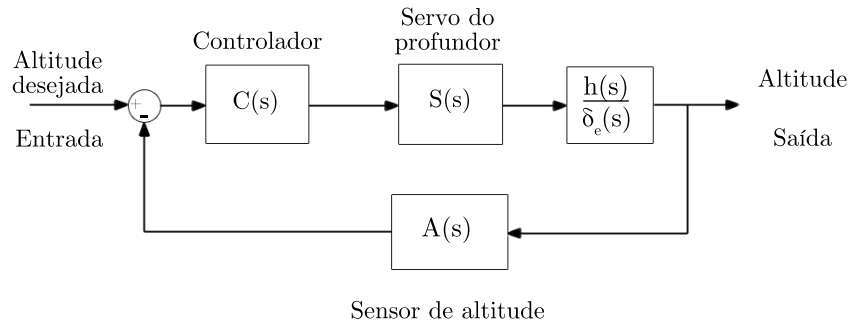 Servo do
profundor
Controlador
Altitude
desejada
Entrada
+
-
C(s)
S(s)
h(s)
δₑ(s)
Altitude
Saída
A(s)
Sensor de altitude